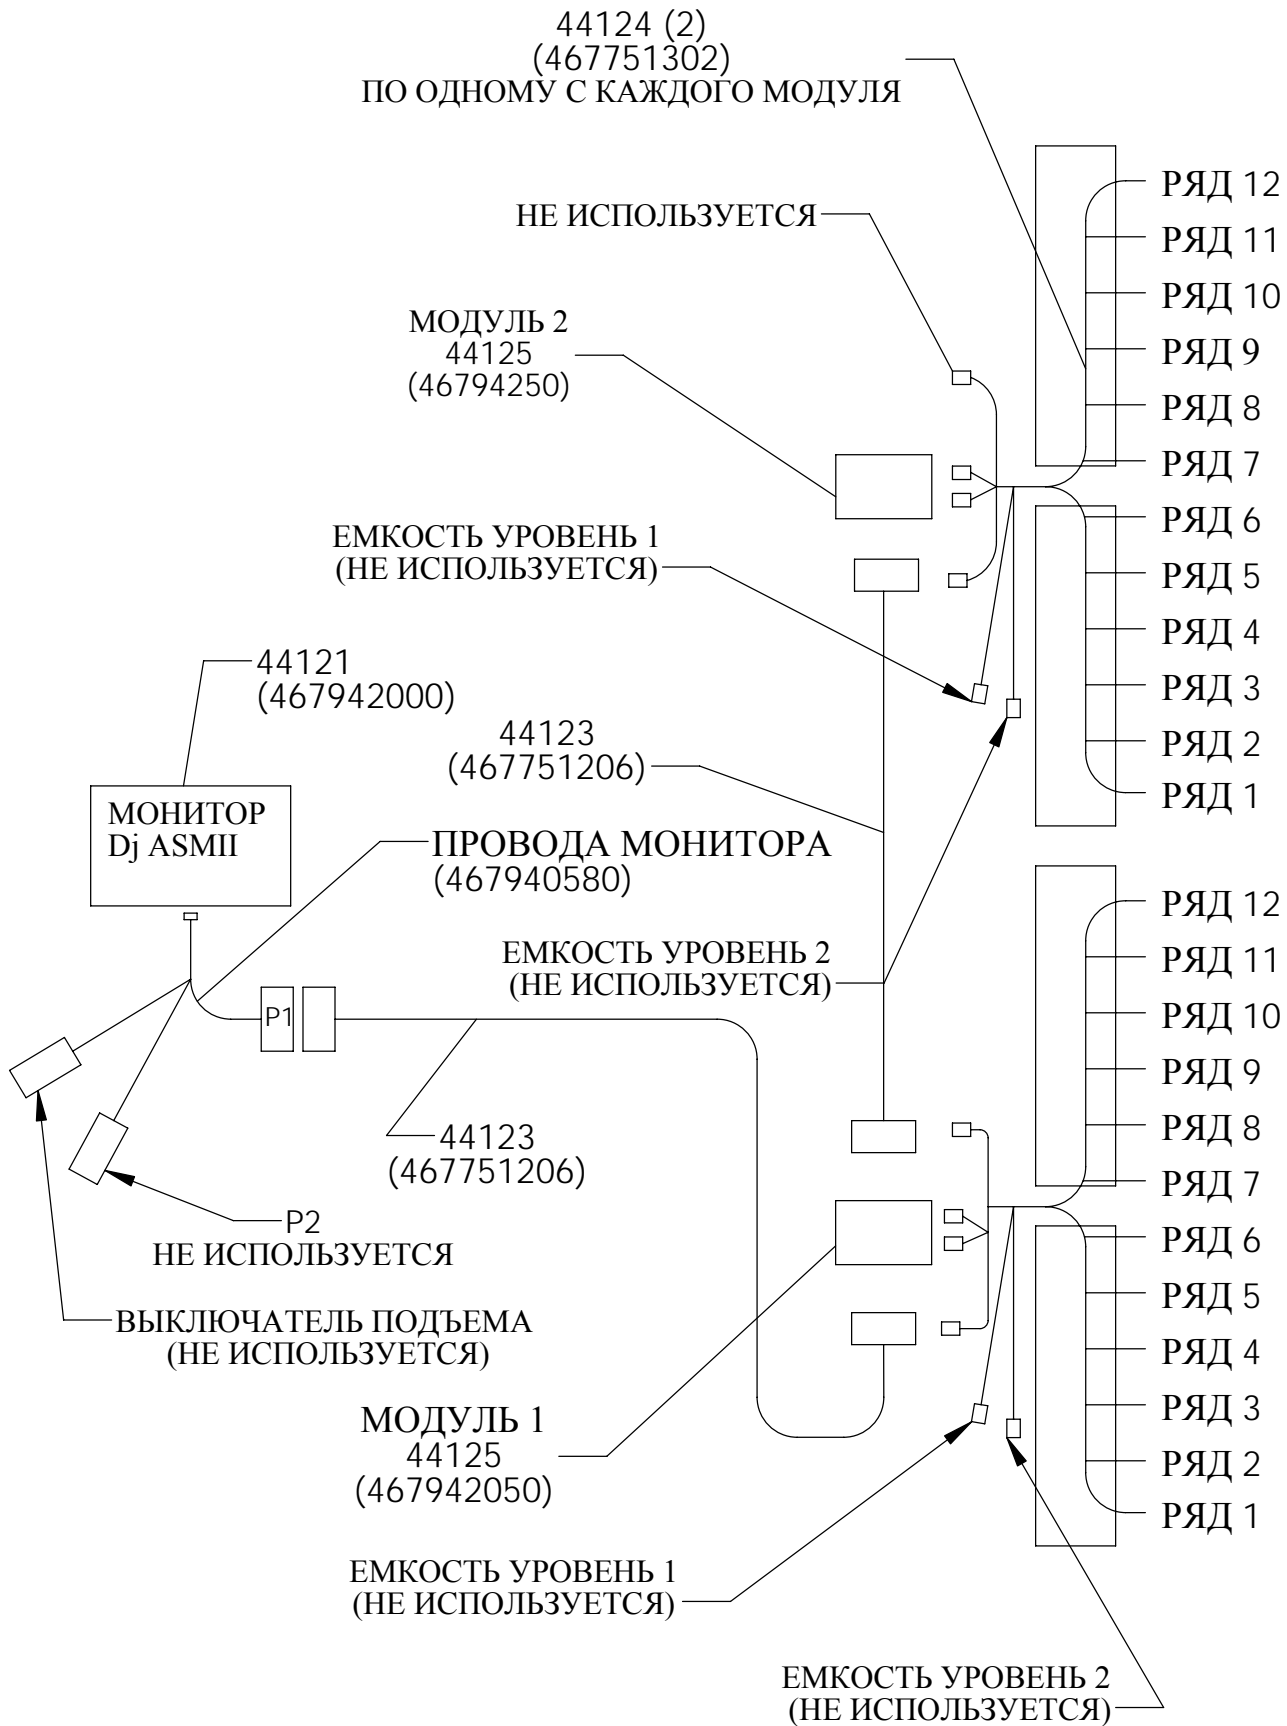 44124 (2)
(467751302)
ПО ОДНОМУ С КАЖДОГО МОДУЛЯ
РЯД 12
РЯД 11
РЯД 10
РЯД 9
РЯД 8
РЯД 7
РЯД 6
РЯД 5
РЯД 4
РЯД 3
РЯД 2
РЯД 1
НЕ ИСПОЛЬЗУЕТСЯ
МОДУЛЬ 2
44125
(46794250)
ЕМКОСТЬ УРОВЕНЬ 1
(НЕ ИСПОЛЬЗУЕТСЯ)
44121
(467942000)
44123
(467751206)
МОНИТОР
Dj ASMII
ПРОВОДА МОНИТОРА
(467940580)
ЕМКОСТЬ УРОВЕНЬ 2
(НЕ ИСПОЛЬЗУЕТСЯ)
P1
44123
(467751206)
P2
НЕ ИСПОЛЬЗУЕТСЯ
ВЫКЛЮЧАТЕЛЬ ПОДЪЕМА
(НЕ ИСПОЛЬЗУЕТСЯ)
РЯД 12
РЯД 11
РЯД 10
РЯД 9
РЯД 8
РЯД 7
РЯД 6
РЯД 5
РЯД 4
РЯД 3
РЯД 2
РЯД 1
МОДУЛЬ 1
44125
(467942050)
ЕМКОСТЬ УРОВЕНЬ 1
(НЕ ИСПОЛЬЗУЕТСЯ)
ЕМКОСТЬ УРОВЕНЬ 2
(НЕ ИСПОЛЬЗУЕТСЯ)